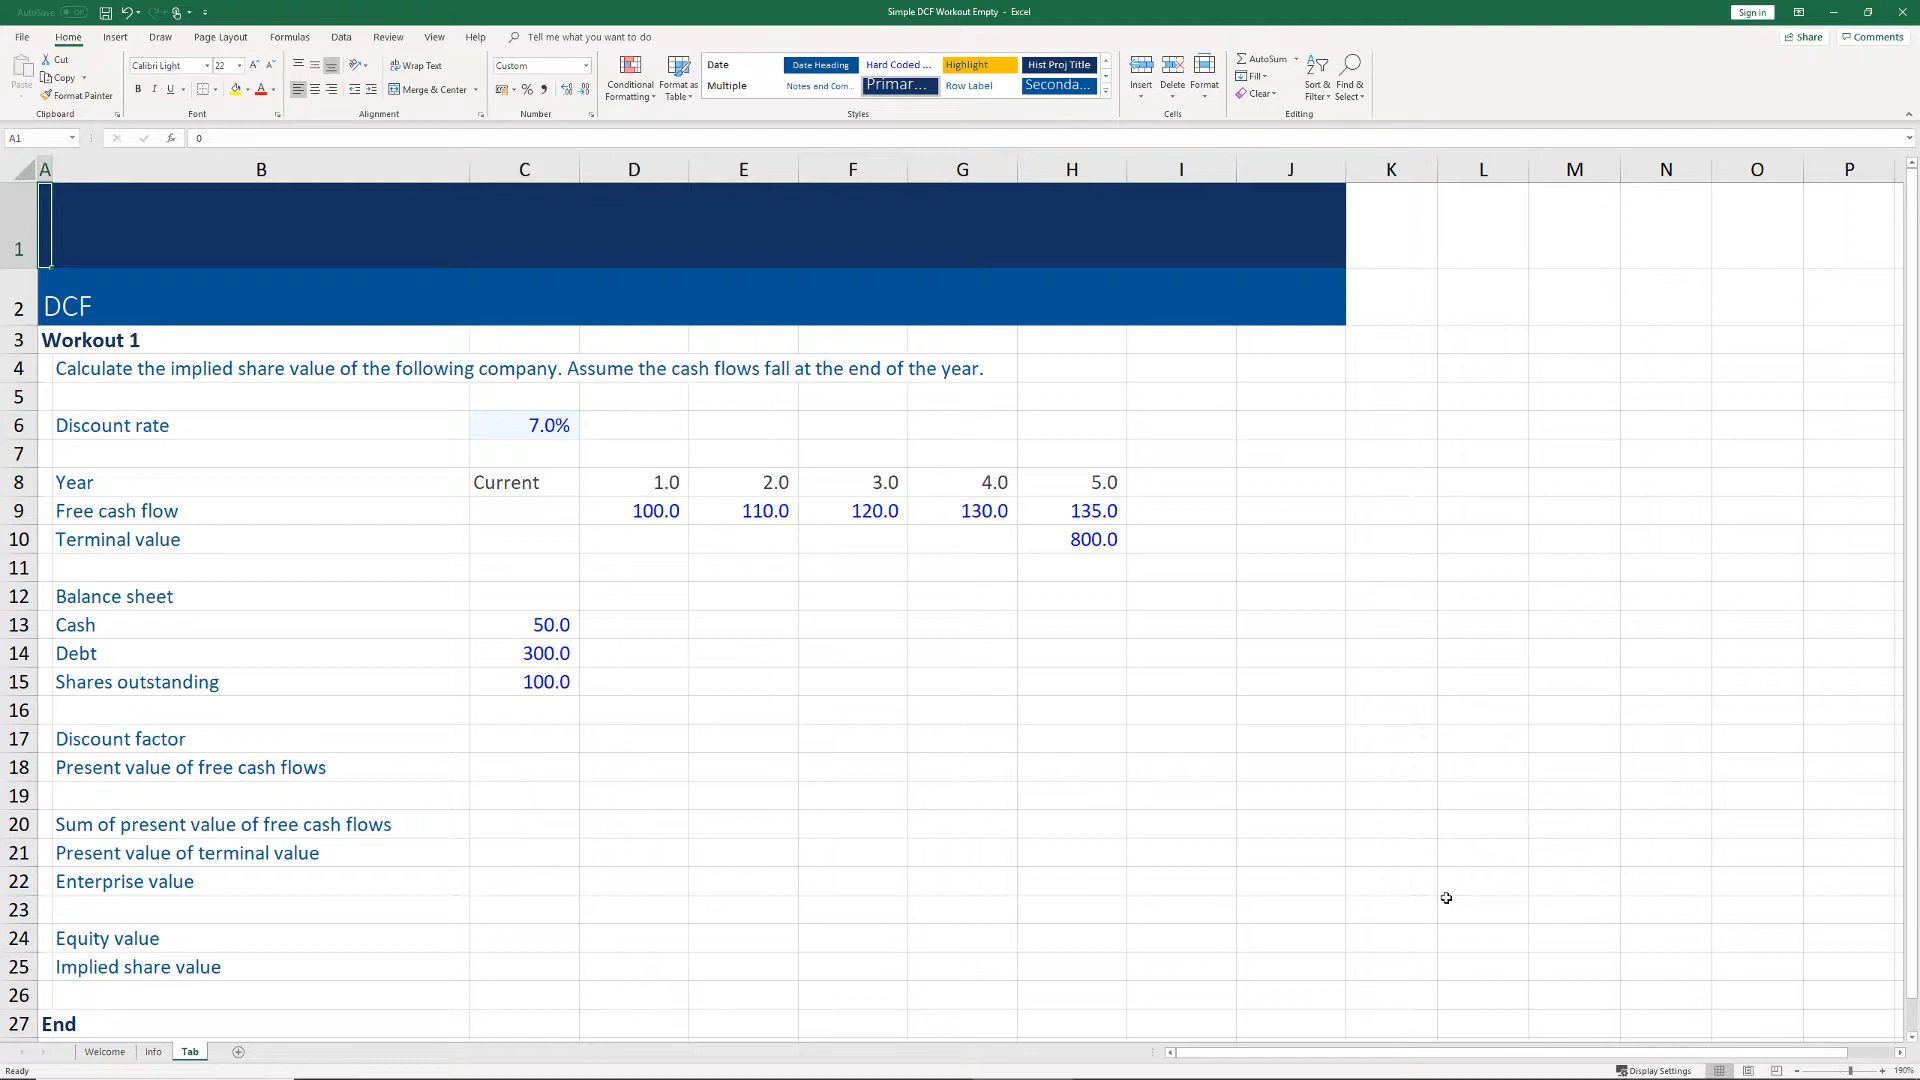 AutoSave Off Simple DCF Workout Empty - Excel Sign in
File Home Insert Draw Page Layout Formulas Data Review View Help Tell me what you want to do Share Comments
Paste Cut Copy Format Painter Clipboard
Calibri Light 22 A A B I U A Font
ab Wrap Text Merge & Center Alignment
Custom % , Number
Conditional Formatting Format as Table
Date Date Heading Hard Coded ... Highlight Hist Proj Title
Multiple Notes and Com... Primar... Row Label Seconda...
Styles
Insert Delete Format Cells
AutoSum Fill Clear Sort & Filter Find & Select Editing
A1 fx 0
A B C D E F G H I J K L M N O P
1
2 DCF
3 Workout 1
4 Calculate the implied share value of the following company. Assume the cash flows fall at the end of the year.
5
6 Discount rate 7.0%
7
8 Year Current 1.0 2.0 3.0 4.0 5.0
9 Free cash flow 100.0 110.0 120.0 130.0 135.0
10 Terminal value 800.0
11
12 Balance sheet
13 Cash 50.0
14 Debt 300.0
15 Shares outstanding 100.0
16
17 Discount factor
18 Present value of free cash flows
19
20 Sum of present value of free cash flows
21 Present value of terminal value
22 Enterprise value
23
24 Equity value
25 Implied share value
26
27 End
Welcome Info Tab
Ready Display Settings 190%